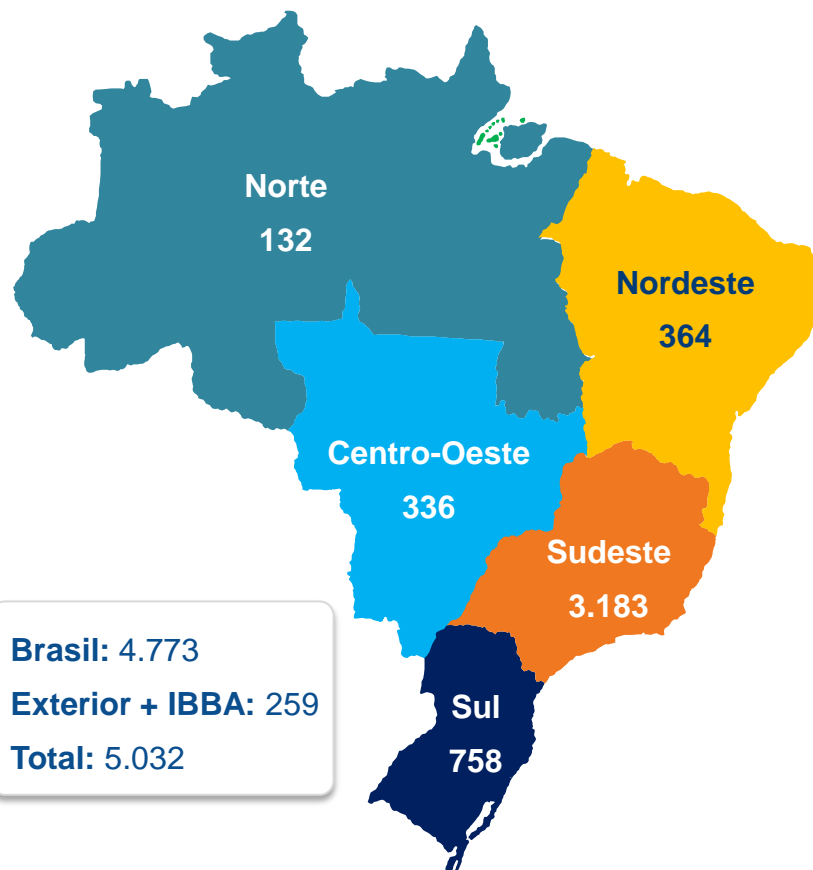 Norte
132
Nordeste
364
Centro-Oeste
336
Sudeste
3.183
Brasil: 4.773
Exterior + IBBA: 259
Total: 5.032
Sul
758